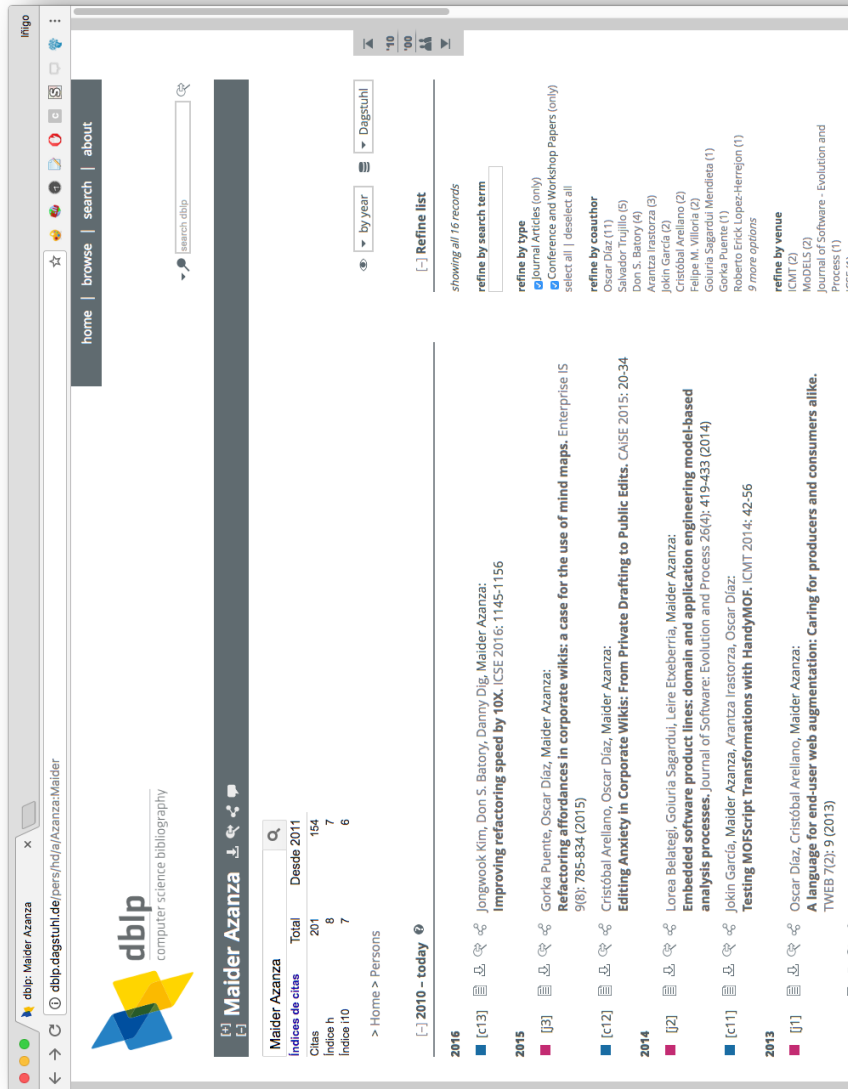 dblp: Maider Azanza
Iñigo
dblp.dagstuhl.de/pers/hd/a/Azanza:Maider
home | browse | search | about
dblp
computer science bibliography
search dblp
[+] Maider Azanza
[–]
Maider Azanza
Índices de citas Total Desde 2011
Citas 201 154
Índice h 8 7
Índice i10 7 6
> Home > Persons
by year
Dagstuhl
[–] 2010 – today
'10
'00
2016
[c13] Jongwook Kim, Don S. Batory, Danny Dig, Maider Azanza:
Improving refactoring speed by 10X. ICSE 2016: 1145-1156
2015
[j3] Gorka Puente, Oscar Díaz, Maider Azanza:
Refactoring affordances in corporate wikis: a case for the use of mind maps. Enterprise IS
9(8): 785-834 (2015)
[c12] Cristóbal Arellano, Oscar Díaz, Maider Azanza:
Editing Anxiety in Corporate Wikis: From Private Drafting to Public Edits. CAiSE 2015: 20-34
2014
[j2] Lorea Belategi, Goiuria Sagardui, Leire Etxeberria, Maider Azanza:
Embedded software product lines: domain and application engineering model-based
analysis processes. Journal of Software: Evolution and Process 26(4): 419-433 (2014)
[c11] Jokin García, Maider Azanza, Arantza Irastorza, Oscar Díaz:
Testing MOFScript Transformations with HandyMOF. ICMT 2014: 42-56
2013
[j1] Oscar Díaz, Cristóbal Arellano, Maider Azanza:
A language for end-user web augmentation: Caring for producers and consumers alike.
TWEB 7(2): 9 (2013)
[–] Refine list
showing all 16 records
refine by search term
refine by type
Journal Articles (only)
Conference and Workshop Papers (only)
select all | deselect all
refine by coauthor
Oscar Díaz (11)
Salvador Trujillo (5)
Don S. Batory (4)
Arantza Irastorza (3)
Jokin García (2)
Cristóbal Arellano (2)
Felipe M. Villoria (2)
Goiuria Sagardui Mendieta (1)
Gorka Puente (1)
Roberto Erick Lopez-Herrejon (1)
9 more options
refine by venue
ICMT (2)
MoDELS (2)
Journal of Software - Evolution and
Process (1)